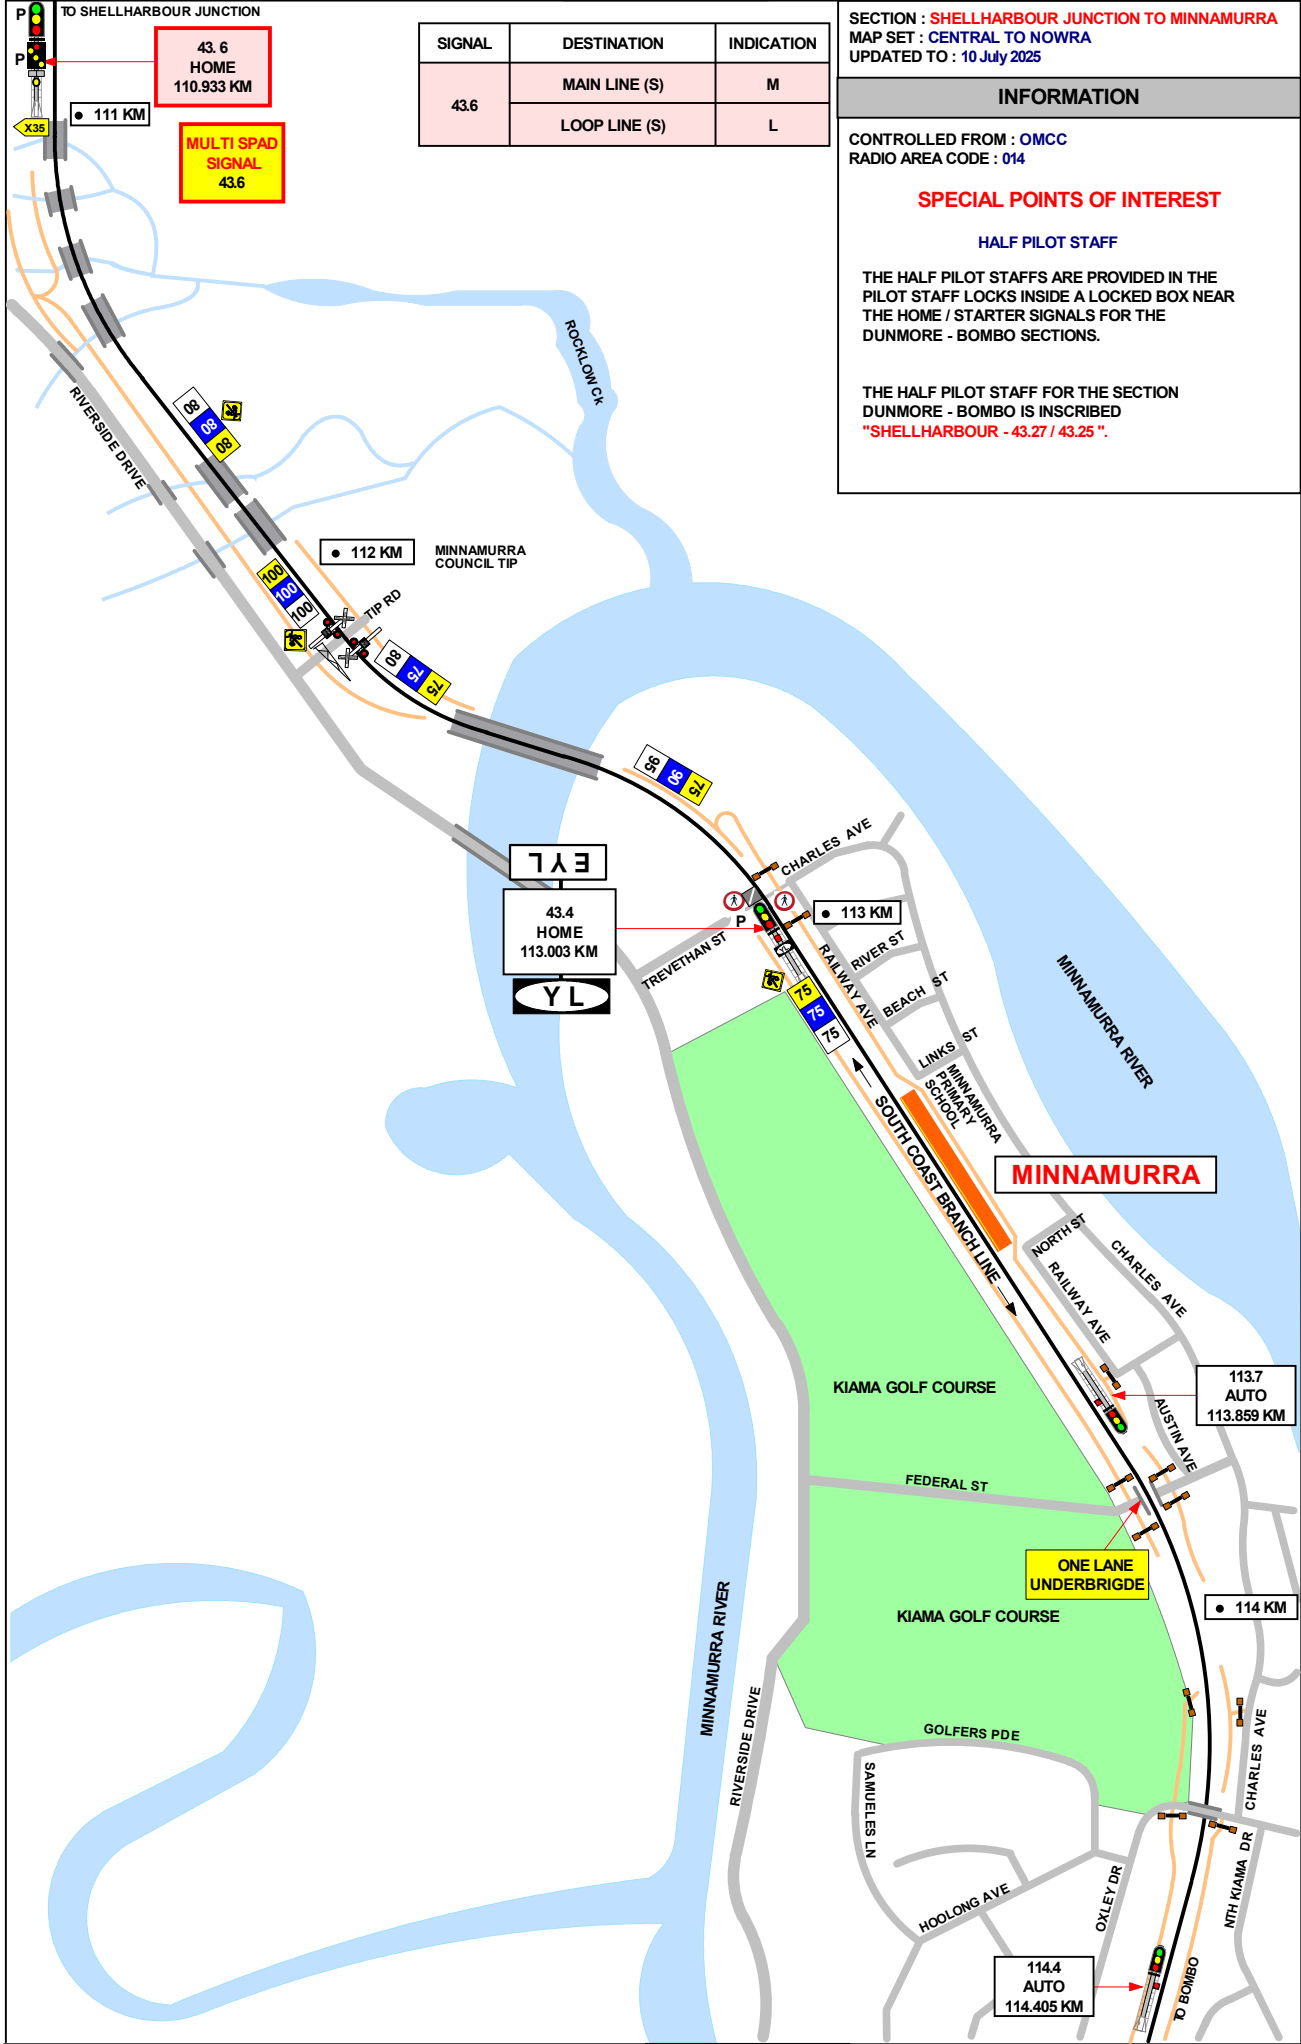 P
TO SHELLHARBOUR JUNCTION
P
43. 6
HOME
110.933 KM
X35
111 KM
MULTI SPAD
SIGNAL
43.6
SIGNAL DESTINATION INDICATION
43.6
MAIN LINE (S) M
LOOP LINE (S) L
SECTION : SHELLHARBOUR JUNCTION TO MINNAMURRA
MAP SET : CENTRAL TO NOWRA
UPDATED TO : 10 July 2025
INFORMATION
CONTROLLED FROM : OMCC
RADIO AREA CODE : 014
SPECIAL POINTS OF INTEREST
HALF PILOT STAFF
THE HALF PILOT STAFFS ARE PROVIDED IN THE
PILOT STAFF LOCKS INSIDE A LOCKED BOX NEAR
THE HOME / STARTER SIGNALS FOR THE
DUNMORE - BOMBO SECTIONS.
THE HALF PILOT STAFF FOR THE SECTION
DUNMORE - BOMBO IS INSCRIBED
"SHELLHARBOUR - 43.27 / 43.25 ".
ROCKLOW Ck
RIVERSIDE DRIVE
80
80
80
112 KM
MINNAMURRA
COUNCIL TIP
100
100
100
TIP RD
80
75
75
95
90
75
CHARLES AVE
EYL
43.4
HOME
113.003 KM
YL
P
YL
113 KM
TREVETHAN ST
RAILWAY AVE
RIVER ST
BEACH ST
LINKS ST
75
75
75
MINNAMURRA
PRIMARY
SCHOOL
MINNAMURRA RIVER
SOUTH COAST BRANCH LINE
MINNAMURRA
NORTH ST
RAILWAY AVE
CHARLES AVE
113.7
AUTO
113.859 KM
AUSTIN AVE
KIAMA GOLF COURSE
FEDERAL ST
ONE LANE
UNDERBRIGDE
114 KM
KIAMA GOLF COURSE
MINNAMURRA RIVER
RIVERSIDE DRIVE
GOLFERS PDE
SAMUELES LN
HOOLONG AVE
OXLEY DR
CHARLES AVE
NTH KIAMA DR
114.4
AUTO
114.405 KM
TO BOMBO